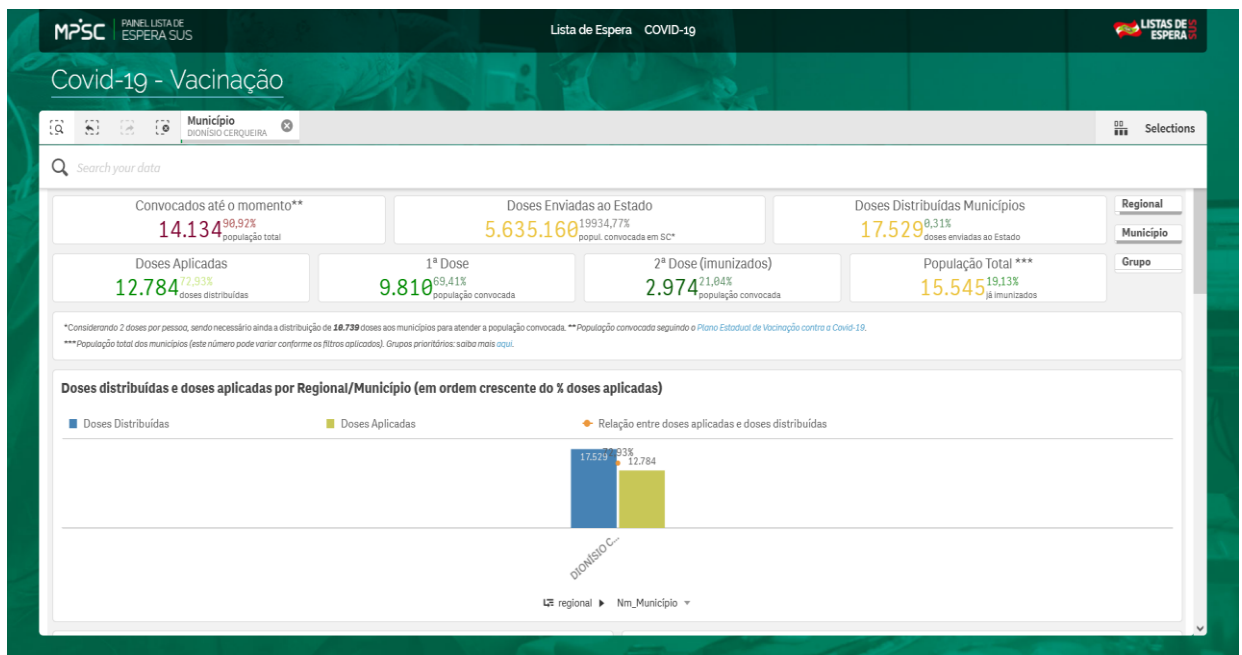 MPSC PAINEL LISTA DE ESPERA SUS
Lista de Espera COVID-19
LISTAS DE ESPERA SUS
Covid-19 - Vacinação
Município
DIONÍSIO CERQUEIRA
Selections
Search your data
Convocados até o momento**
14.134 90,92% população total
Doses Enviadas ao Estado
5.635.160 19934,77% popul. convocada em SC*
Doses Distribuídas Municípios
17.529 0,31% doses enviadas ao Estado
Regional
Município
Grupo
Doses Aplicadas
12.784 72,93% doses distribuídas
1ª Dose
9.810 69,41% população convocada
2ª Dose (imunizados)
2.974 21,04% população convocada
População Total ***
15.545 19,13% já imunizados
*Considerando 2 doses por pessoa, sendo necessário ainda a distribuição de 10.739 doses aos municípios para atender a população convocada. **População convocada seguindo o Plano Estadual de Vacinação contra a Covid-19.
***População total dos municípios (este número pode variar conforme os filtros aplicados). Grupos prioritários: saiba mais aqui.
Doses distribuídas e doses aplicadas por Regional/Município (em ordem crescente do % doses aplicadas)
Doses Distribuídas
Doses Aplicadas
Relação entre doses aplicadas e doses distribuídas
17.529
72,93%
12.784
DIONÍSIO C...
regional
Nm_Município